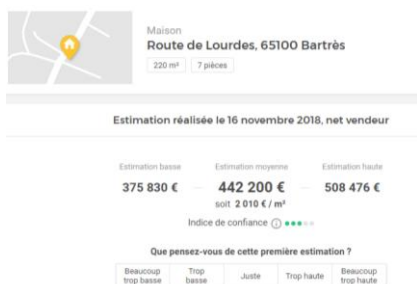 Maison
Route de Lourdes, 65100 Bartrès
220 m² 7 pièces
Estimation réalisée le 16 novembre 2018, net vendeur
Estimation basse Estimation moyenne Estimation haute
375 830 € 442 200 € 508 476 €
soit 2 010 € / m²
Indice de confiance
Que pensez-vous de cette première estimation ?
Beaucoup trop basse Trop basse Juste Trop haute Beaucoup trop haute